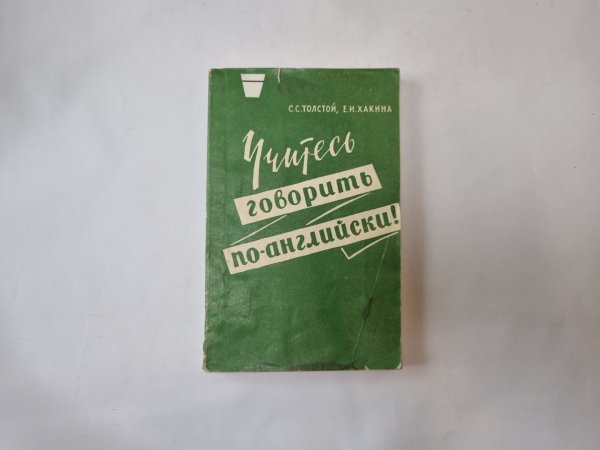 С.С.ТОЛСТОЙ, Е.И.ХАКИНА
Учитесь
говорить
по-английски!